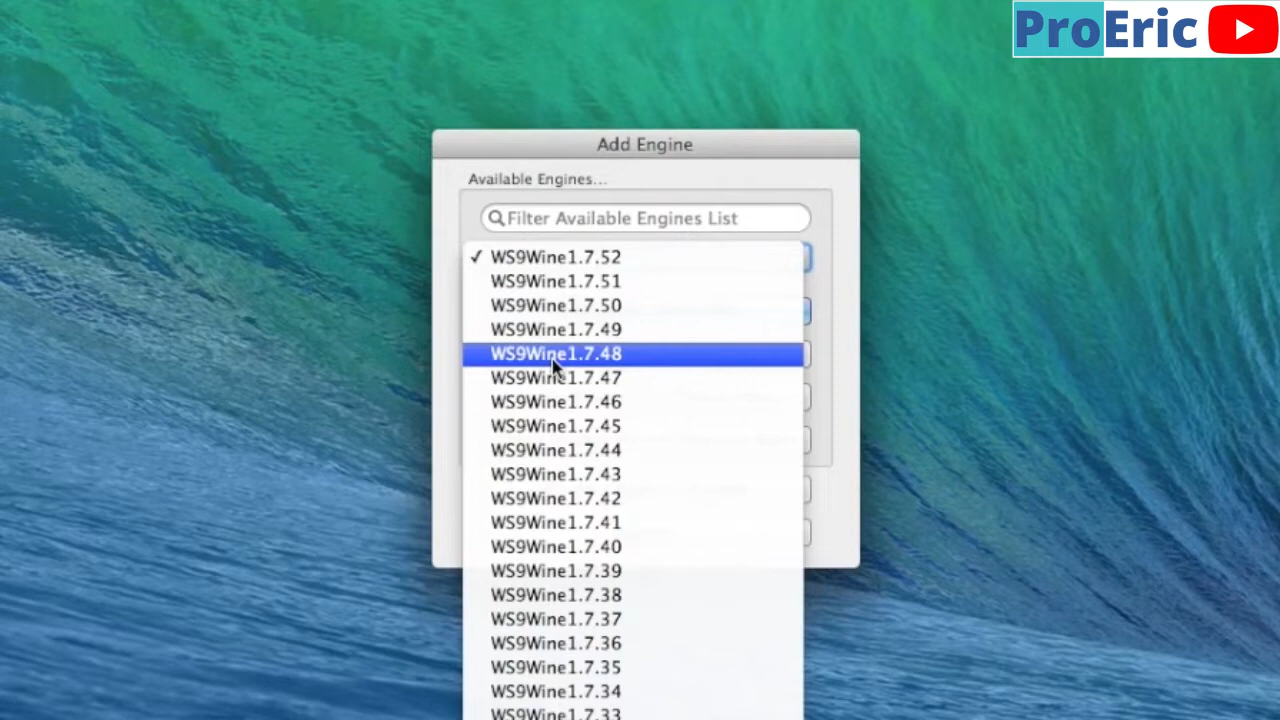 ProEric
Add Engine
Available Engines...
Filter Available Engines List
✓ WS9Wine1.7.52
WS9Wine1.7.51
WS9Wine1.7.50
WS9Wine1.7.49
WS9Wine1.7.48
WS9Wine1.7.47
WS9Wine1.7.46
WS9Wine1.7.45
WS9Wine1.7.44
WS9Wine1.7.43
WS9Wine1.7.42
WS9Wine1.7.41
WS9Wine1.7.40
WS9Wine1.7.39
WS9Wine1.7.38
WS9Wine1.7.37
WS9Wine1.7.36
WS9Wine1.7.35
WS9Wine1.7.34
WS9Wine1.7.33